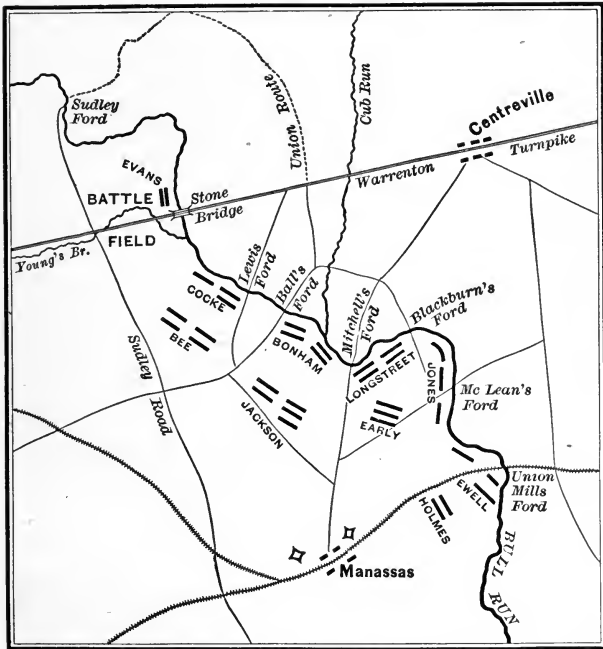 Sudley
Ford
Union Route
Cub Run
Centreville
Warrenton Turnpike
EVANS
BATTLE
FIELD
Stone
Bridge
Young's Br.
Lewis
Ford
Ball's
Ford
Mitchell's
Ford
Blackburn's
Ford
COCKE
BEE
BONHAM
LONGSTREET
JONES
Mc Lean's
Ford
Sudley
Road
JACKSON
EARLY
EWELL
Union
Mills
Ford
HOLMES
Manassas
BULL
RUN